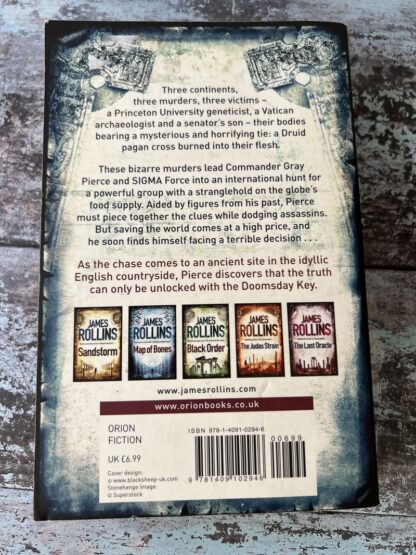 Three continents,
three murders, three victims –
a Princeton University geneticist, a Vatican
archaeologist and a senator's son – their bodies
bearing a mysterious and horrifying tie: a Druid
pagan cross burned into their flesh.
These bizarre murders lead Commander Gray
Pierce and SIGMA Force into an international hunt for
a powerful group with a stranglehold on the globe's
food supply. Aided by figures from his past, Pierce
must piece together the clues while dodging assassins.
But saving the world comes at a high price, and
he soon finds himself facing a terrible decision . . .
As the chase comes to an ancient site in the idyllic
English countryside, Pierce discovers that the truth
can only be unlocked with the Doomsday Key.
JAMES
ROLLINS
Sandstorm
JAMES
ROLLINS
Map of Bones
JAMES
ROLLINS
Black Order
JAMES
ROLLINS
The Judas Strain
JAMES
ROLLINS
The Last Oracle
www.jamesrollins.com
www.orionbooks.co.uk
ORION
FICTION
UK £6.99
Cover design:
© www.blacksheep-uk.com
Stonehenge Image:
© Superstock
ISBN 978-1-4091-0294-6
00699
9 781409 102946